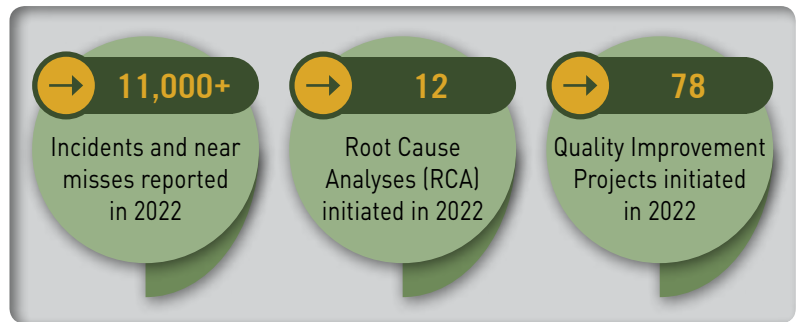 11,000+
Incidents and near
misses reported
in 2022
12
Root Cause
Analyses (RCA)
initiated in 2022
78
Quality Improvement
Projects initiated
in 2022